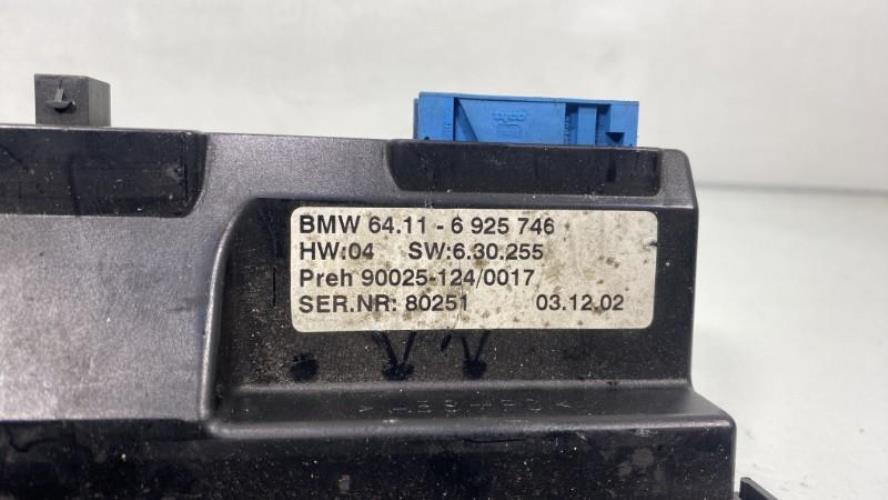 BMW 64.11 - 6 925 746
HW:04 SW:6.30.255
Preh 90025-124/0017
SER.NR: 80251 03.12.02